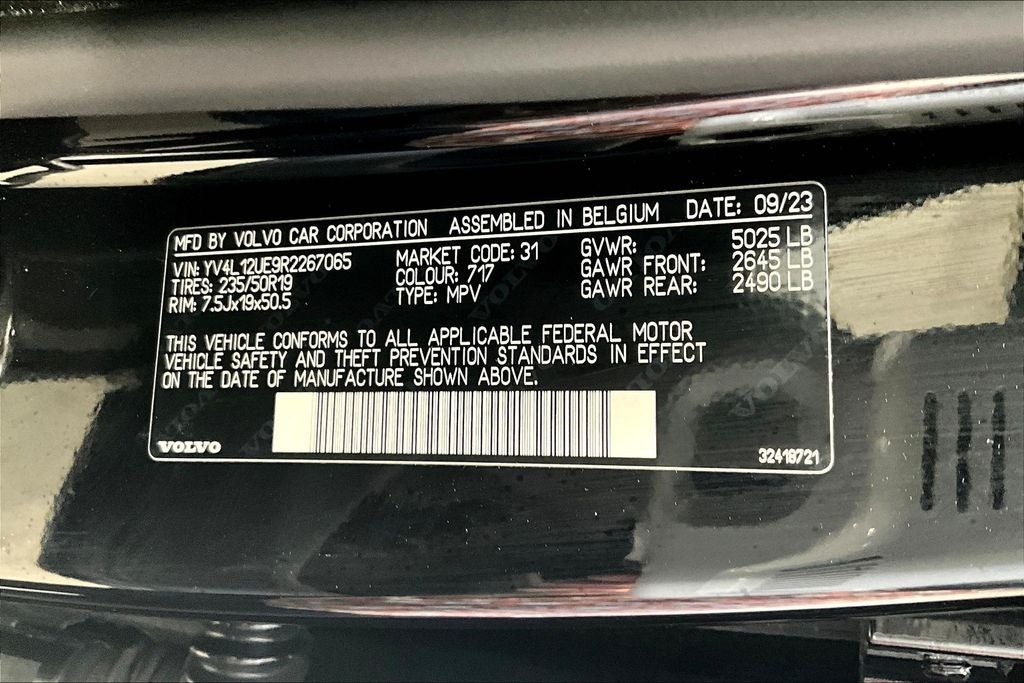 MFD BY VOLVO CAR CORPORATION ASSEMBLED IN BELGIUM DATE: 09/23
VIN: YV4L12UE9R2267065 MARKET CODE: 31 GVWR: 5025 LB
TIRES: 235/50R19 COLOUR: 717 GAWR FRONT: 2645 LB
RIM: 7.5Jx19x50.5 TYPE: MPV GAWR REAR: 2490 LB
THIS VEHICLE CONFORMS TO ALL APPLICABLE FEDERAL MOTOR
VEHICLE SAFETY AND THEFT PREVENTION STANDARDS IN EFFECT
ON THE DATE OF MANUFACTURE SHOWN ABOVE.
VOLVO 32418721